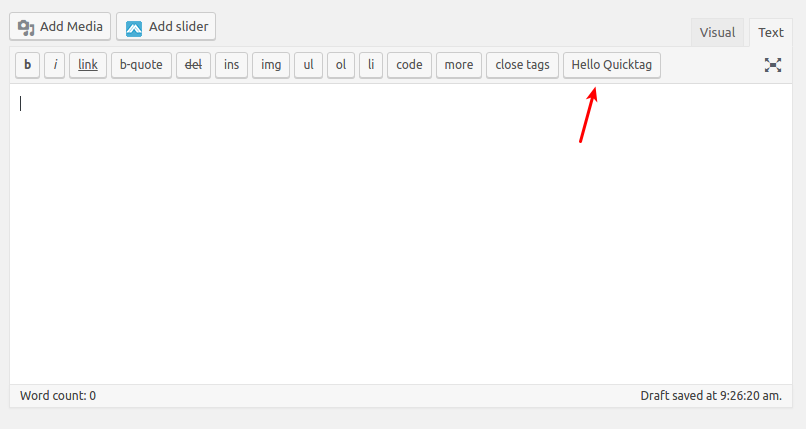 Add Media Add slider
Visual Text
b i link b-quote del ins img ul ol li code more close tags Hello Quicktag
Word count: 0 Draft saved at 9:26:20 am.